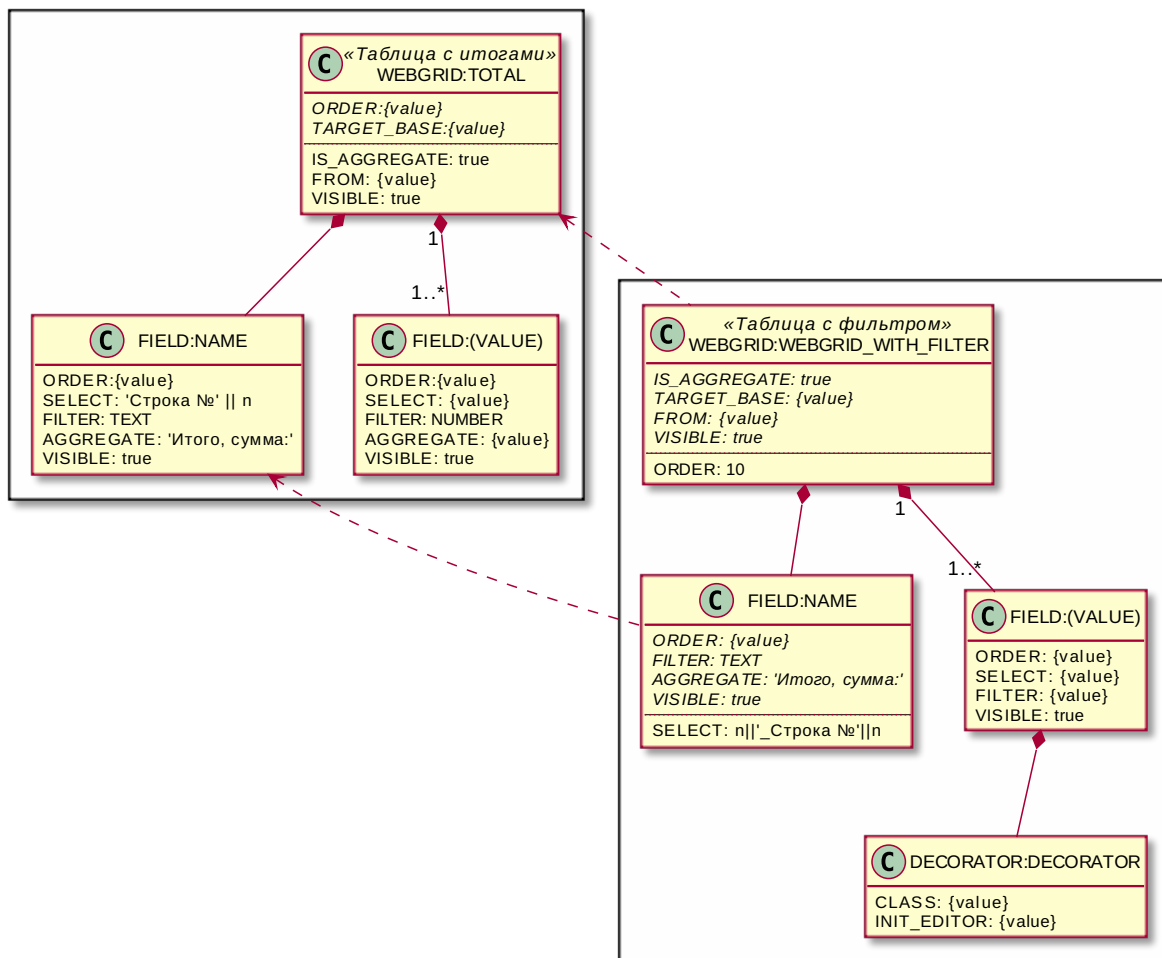 C
«Таблица с итогами»
WEBGRID:TOTAL
ORDER:{value}
TARGET_BASE:{value}
IS_AGGREGATE: true
FROM: {value}
VISIBLE: true
1
1..*
C
FIELD:NAME
ORDER:{value}
SELECT: 'Строка №' || n
FILTER: TEXT
AGGREGATE: 'Итого, сумма:'
VISIBLE: true
C
FIELD:(VALUE)
ORDER:{value}
SELECT: {value}
FILTER: NUMBER
AGGREGATE: {value}
VISIBLE: true
C
«Таблица с фильтром»
WEBGRID:WEBGRID_WITH_FILTER
IS_AGGREGATE: true
TARGET_BASE: {value}
FROM: {value}
VISIBLE: true
ORDER: 10
1
1..*
C
FIELD:NAME
ORDER: {value}
FILTER: TEXT
AGGREGATE: 'Итого, сумма:'
VISIBLE: true
SELECT: n||'_Строка №'||n
C
FIELD:(VALUE)
ORDER: {value}
SELECT: {value}
FILTER: {value}
VISIBLE: true
C
DECORATOR:DECORATOR
CLASS: {value}
INIT_EDITOR: {value}